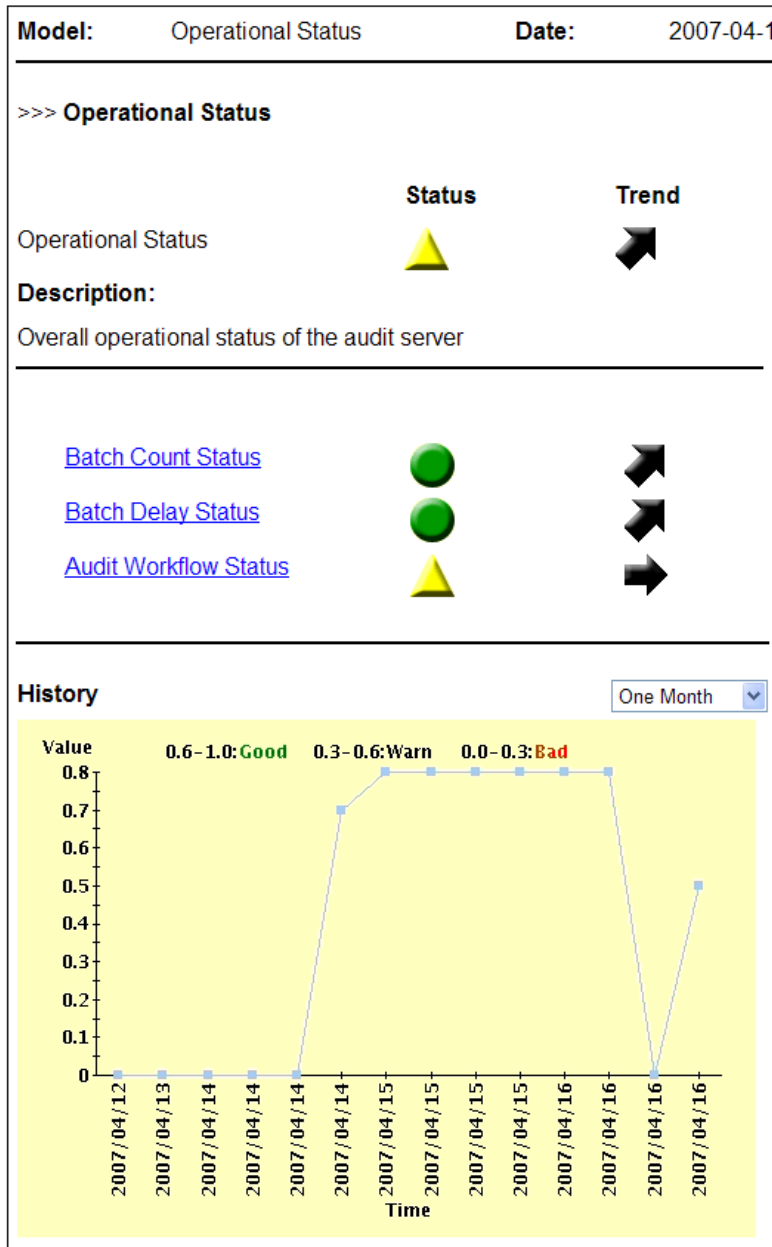 Model: Operational Status Date: 2007-04-1
>>> Operational Status
Status Trend
Operational Status
Description:
Overall operational status of the audit server
Batch Count Status
Batch Delay Status
Audit Workflow Status
History One Month
Value 0.6-1.0:Good 0.3-0.6:Warn 0.0-0.3:Bad
0.8
0.7
0.6
0.5
0.4
0.3
0.2
0.1
0
2007/04/12
2007/04/13
2007/04/14
2007/04/14
2007/04/14
2007/04/14
2007/04/15
2007/04/15
2007/04/15
2007/04/15
2007/04/16
2007/04/16
2007/04/16
2007/04/16
Time